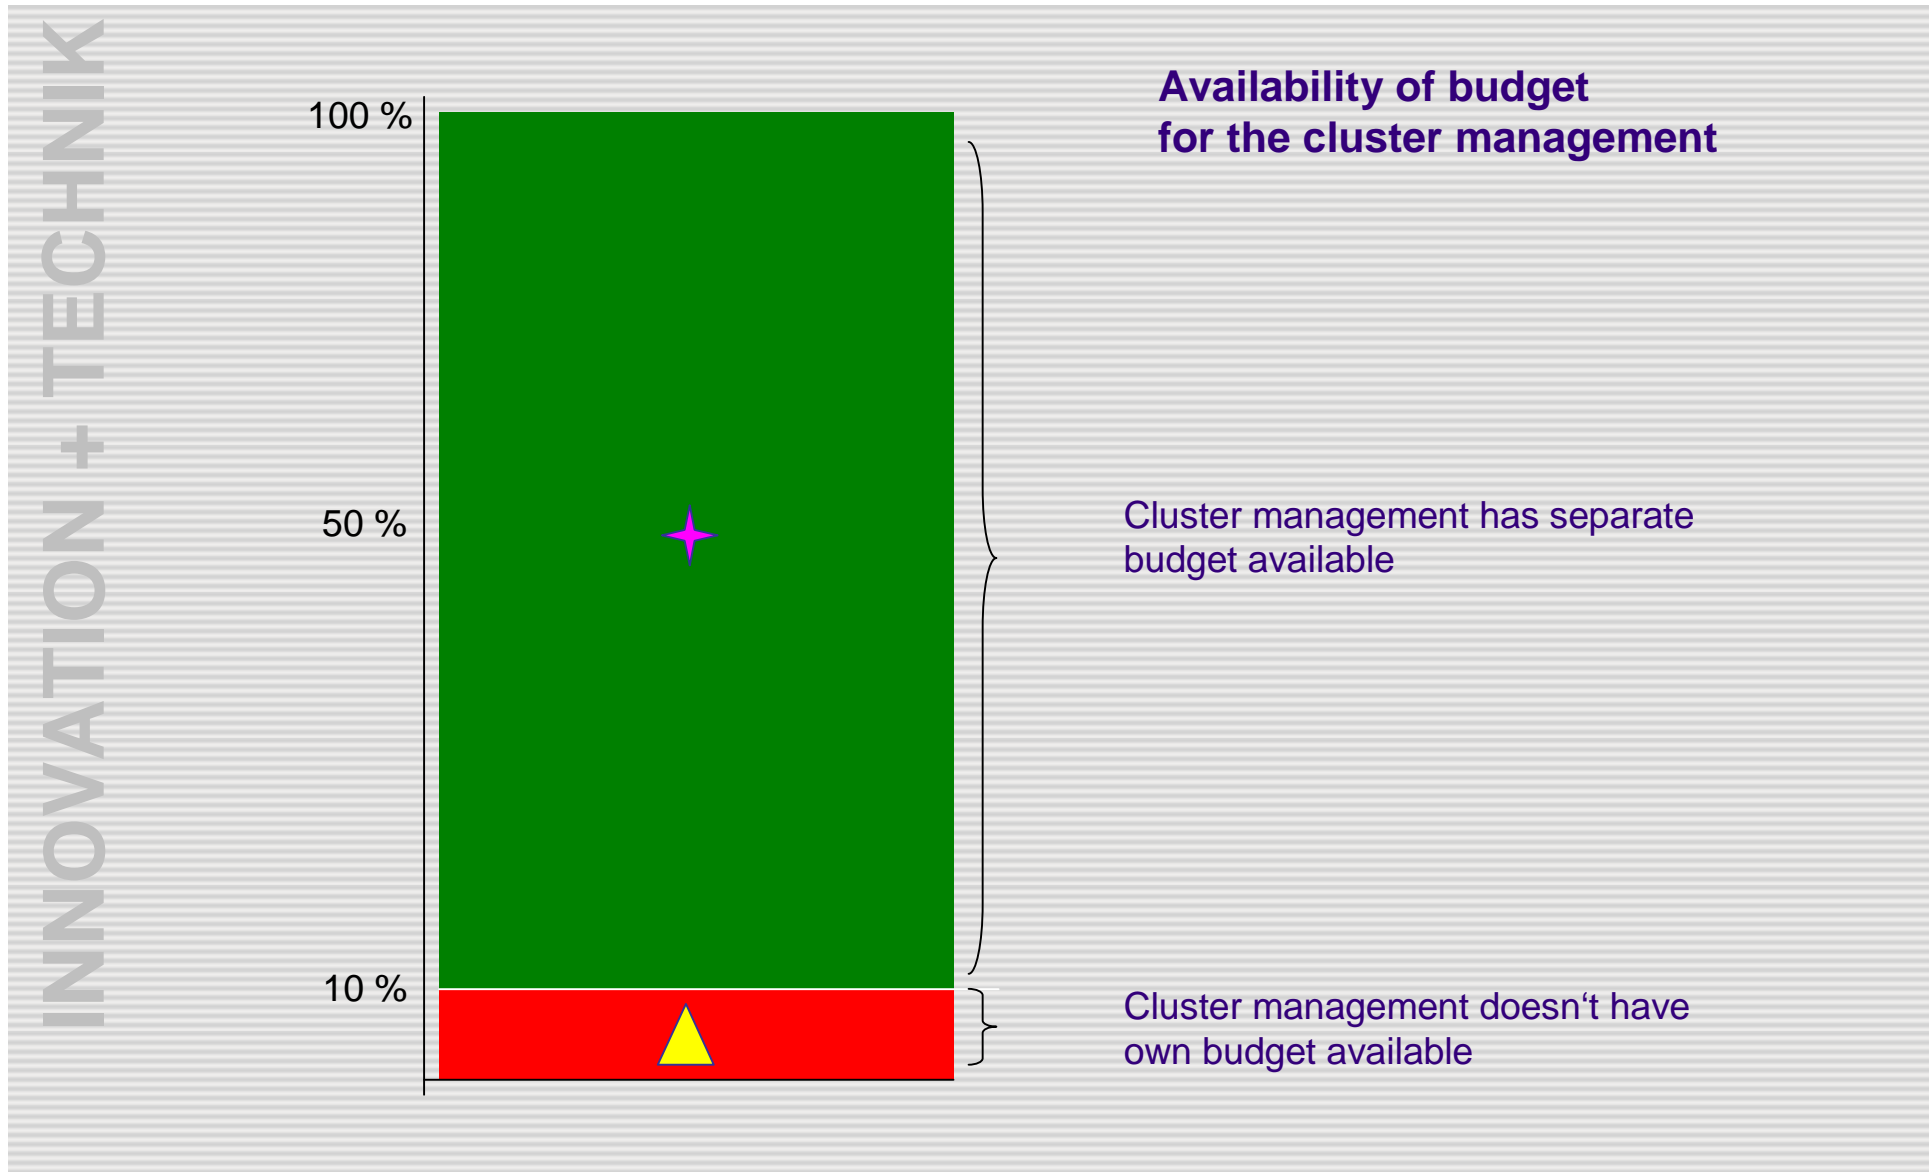 INNOVATION + TECHNIK
Availability of budget
for the cluster management
100 %
50 %
10 %
Cluster management has separate
budget available
Cluster management doesn‘t have
own budget available